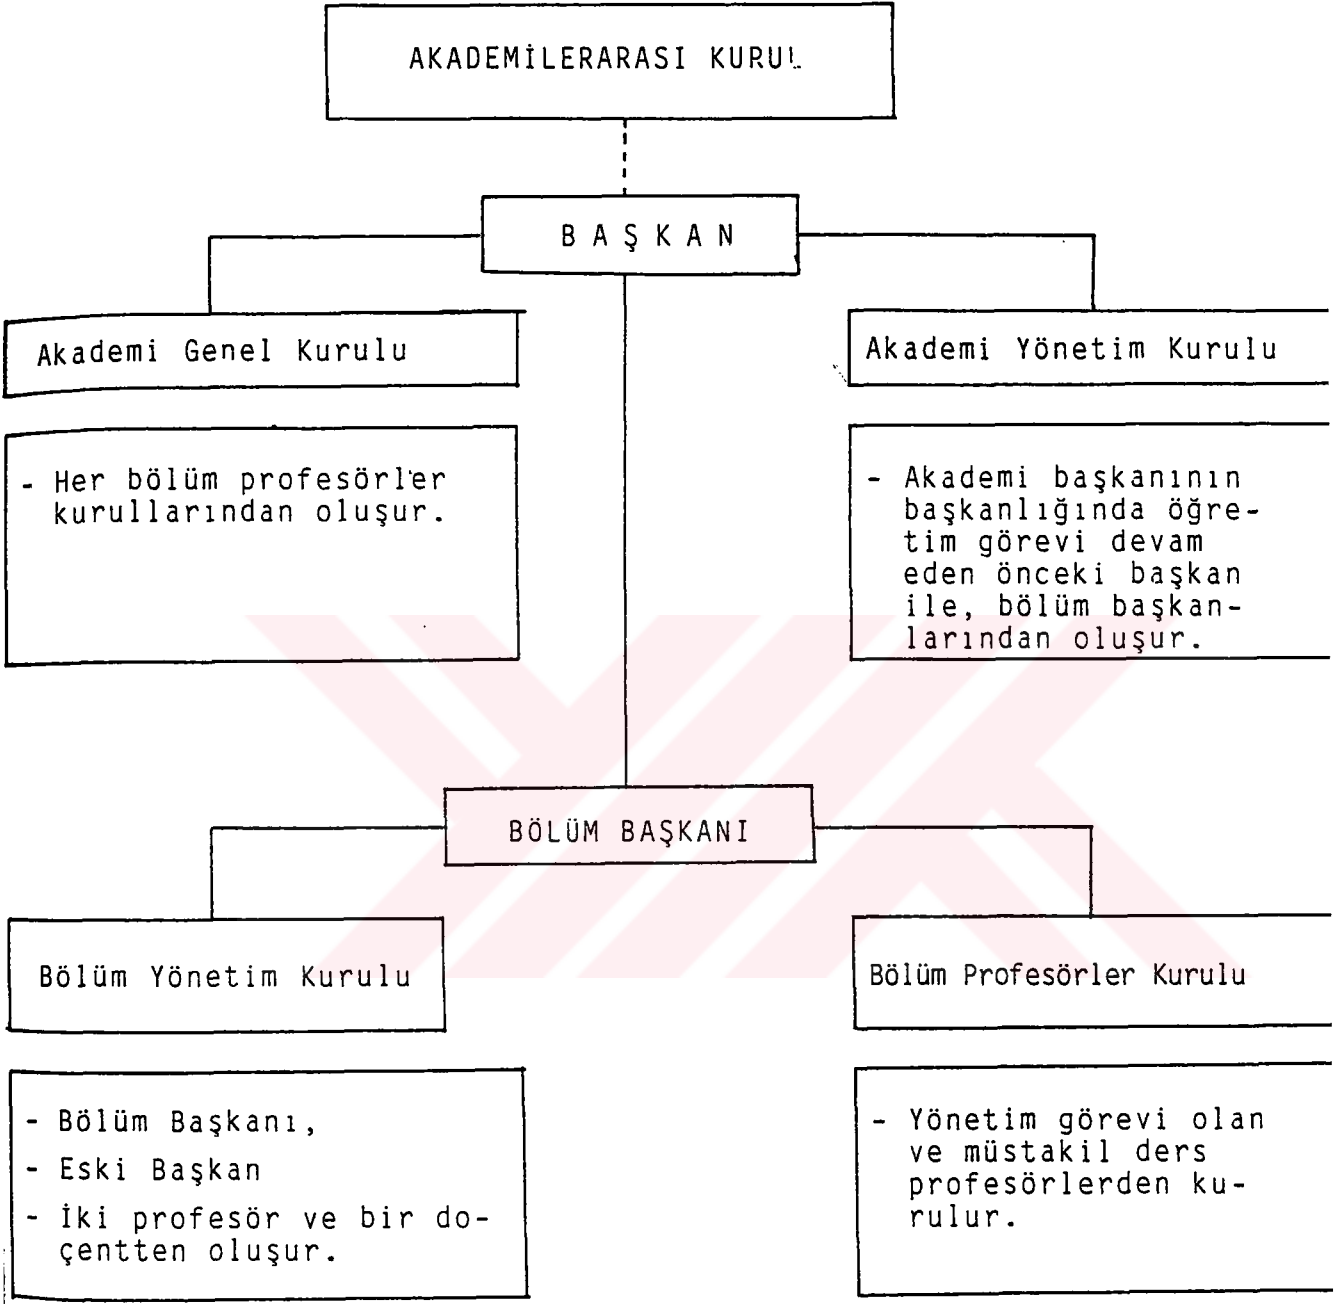 AKADEMİLERARASI KURUL
B A Ş K A N
Akademi Genel Kurulu
Akademi Yönetim Kurulu
- Her bölüm profesörler
kurullarından oluşur.
- Akademi başkanının
başkanlığında öğre-
tim görevi devam
eden önceki başkan
ile, bölüm başkan-
larından oluşur.
BÖLÜM BAŞKANI
Bölüm Yönetim Kurulu
Bölüm Profesörler Kurulu
- Bölüm Başkanı,
- Eski Başkan
- İki profesör ve bir do-
çentten oluşur.
- Yönetim görevi olan
ve müstakil ders
profesörlerden ku-
rulur.